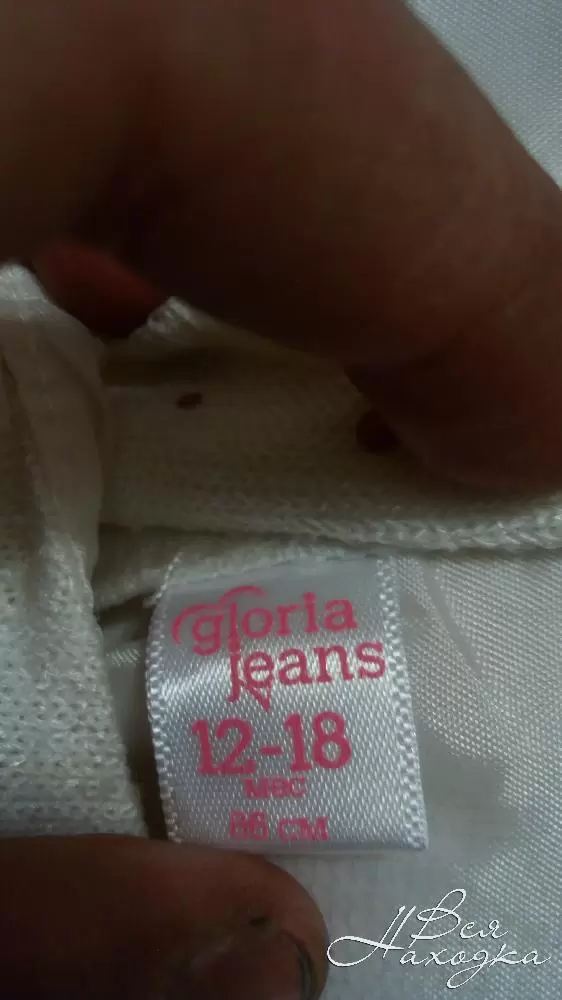 gloria
jeans
12-18
мес
86 см
Вся
Находка